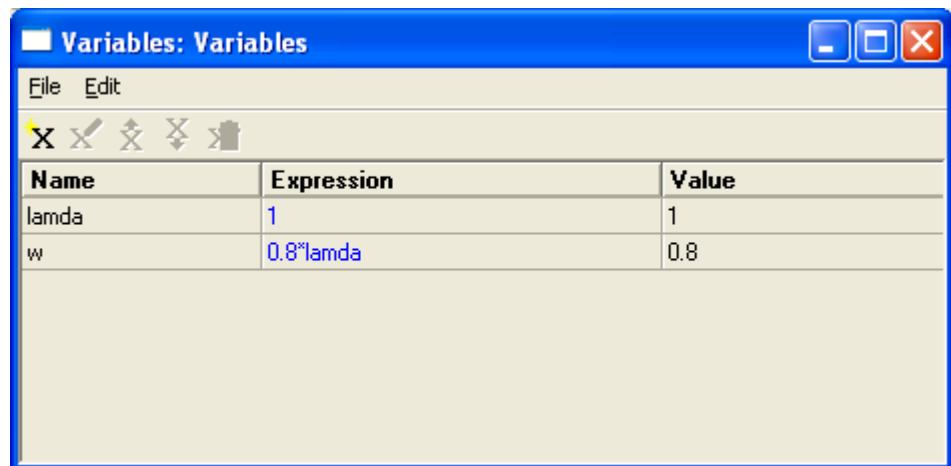 Variables: Variables
File Edit
Name Expression Value
lamda 1 1
w 0.8*lamda 0.8